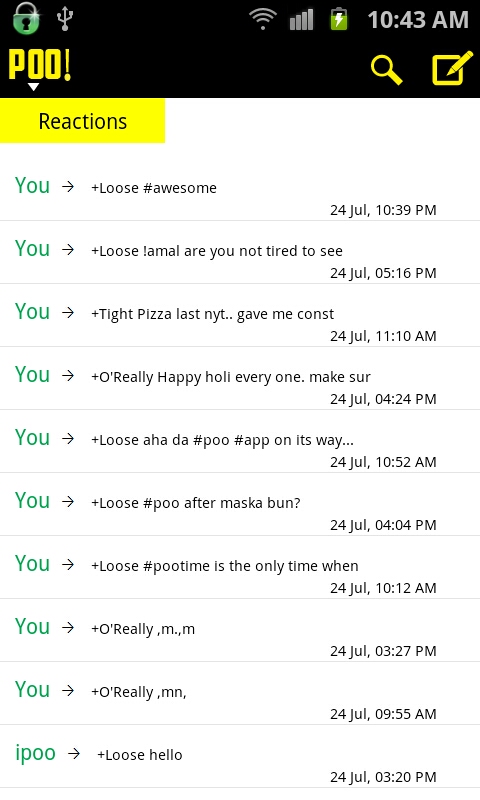 10:43 AM
POO!
Reactions
You → +Loose #awesome
24 Jul, 10:39 PM
You → +Loose !amal are you not tired to see
24 Jul, 05:16 PM
You → +Tight Pizza last nyt.. gave me const
24 Jul, 11:10 AM
You → +O'Really Happy holi every one. make sur
24 Jul, 04:24 PM
You → +Loose aha da #poo #app on its way...
24 Jul, 10:52 AM
You → +Loose #poo after maska bun?
24 Jul, 04:04 PM
You → +Loose #pootime is the only time when
24 Jul, 10:12 AM
You → +O'Really ,m.,m
24 Jul, 03:27 PM
You → +O'Really ,mn,
24 Jul, 09:55 AM
ipoo → +Loose hello
24 Jul, 03:20 PM